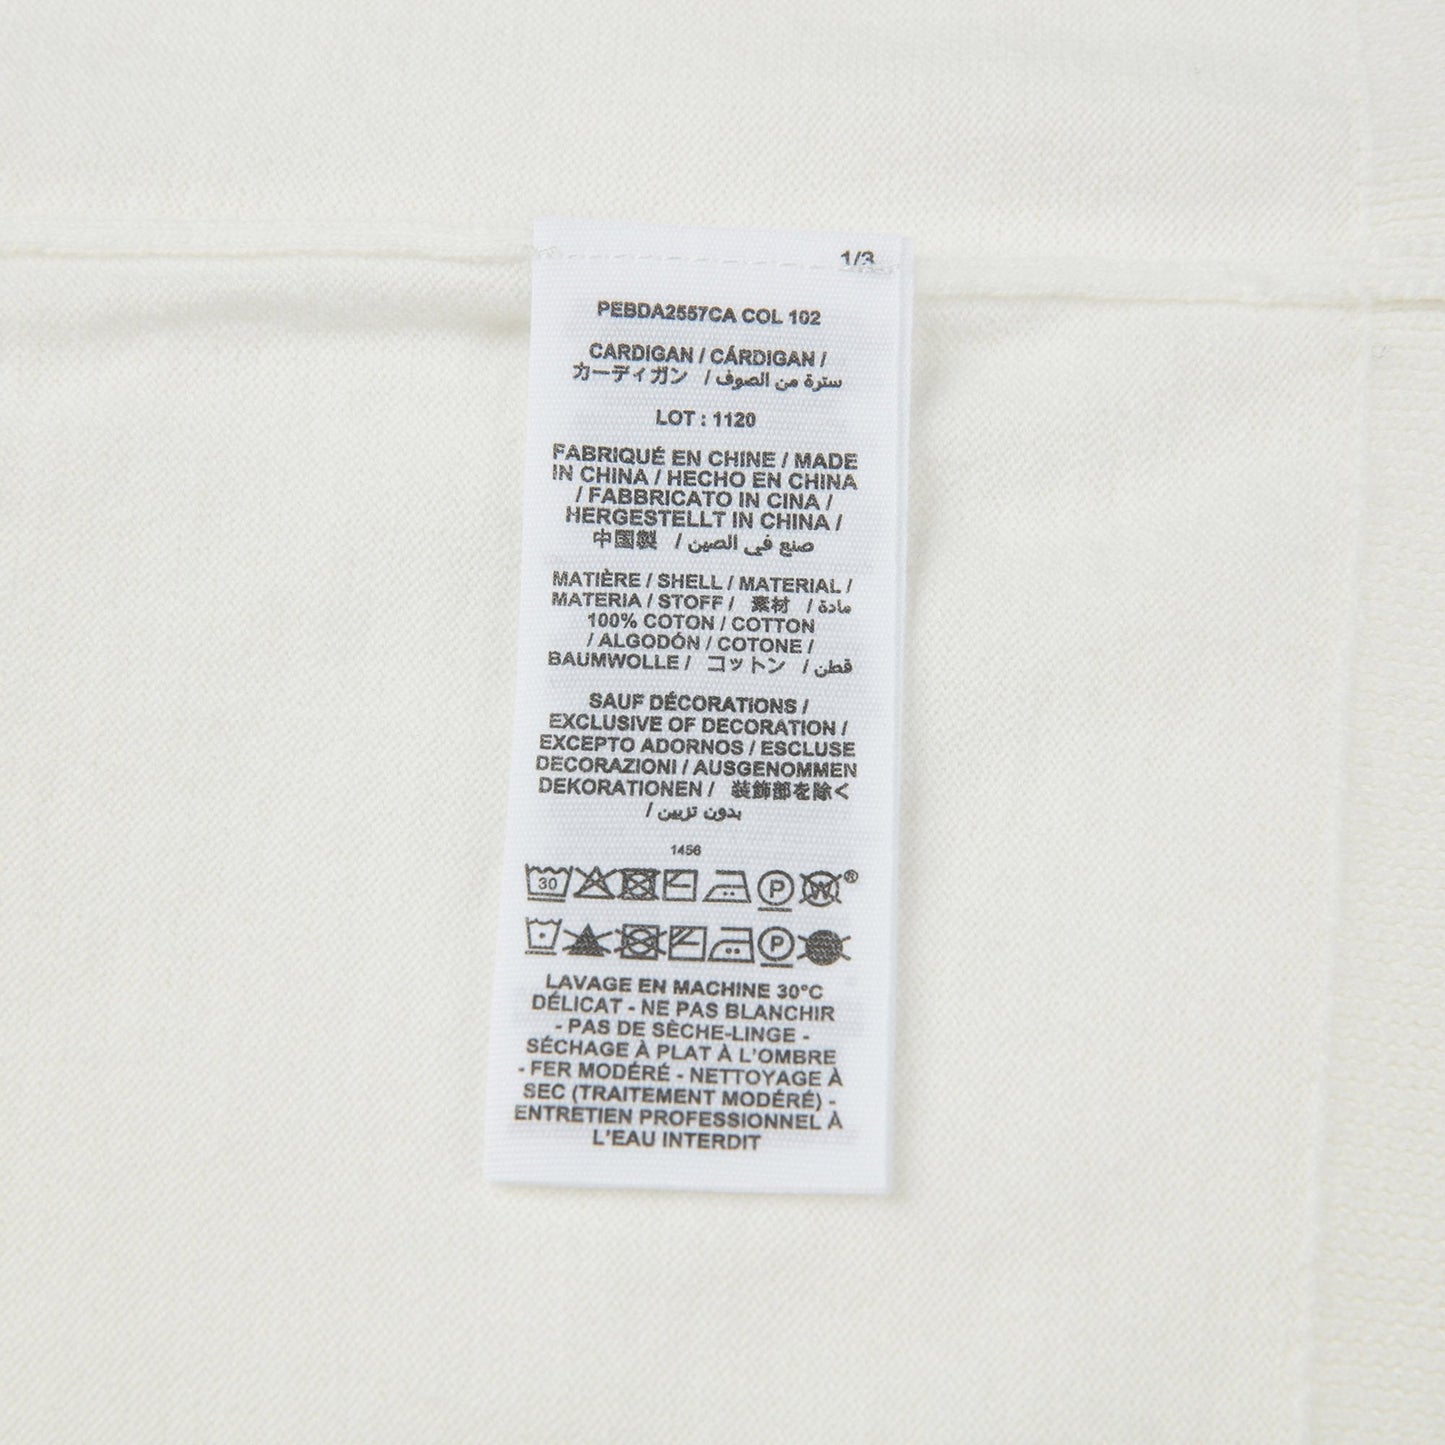 1/3
PEBDA2557CA COL 102
CARDIGAN / CÁRDIGAN /
カーディガン / سترة من الصوف
LOT : 1120
FABRIQUÉ EN CHINE / MADE
IN CHINA / HECHO EN CHINA
/ FABBRICATO IN CINA /
HERGESTELLT IN CHINA /
中国製 / صنع في الصين
MATIÈRE / SHELL / MATERIAL /
MATERIA / STOFF / 素材 / مادة
100% COTON / COTTON
/ ALGODÓN / COTONE /
BAUMWOLLE / コットン / قطن
SAUF DÉCORATIONS /
EXCLUSIVE OF DECORATION /
EXCEPTO ADORNOS / ESCLUSE
DECORAZIONI / AUSGENOMMEN
DEKORATIONEN / 装飾部を除く
/ بدون تزيين
1456
30 P W ®
P
LAVAGE EN MACHINE 30°C
DÉLICAT - NE PAS BLANCHIR
- PAS DE SÈCHE-LINGE -
SÉCHAGE À PLAT À L'OMBRE
- FER MODÉRÉ - NETTOYAGE À
SEC (TRAITEMENT MODÉRÉ) -
ENTRETIEN PROFESSIONNEL À
L'EAU INTERDIT